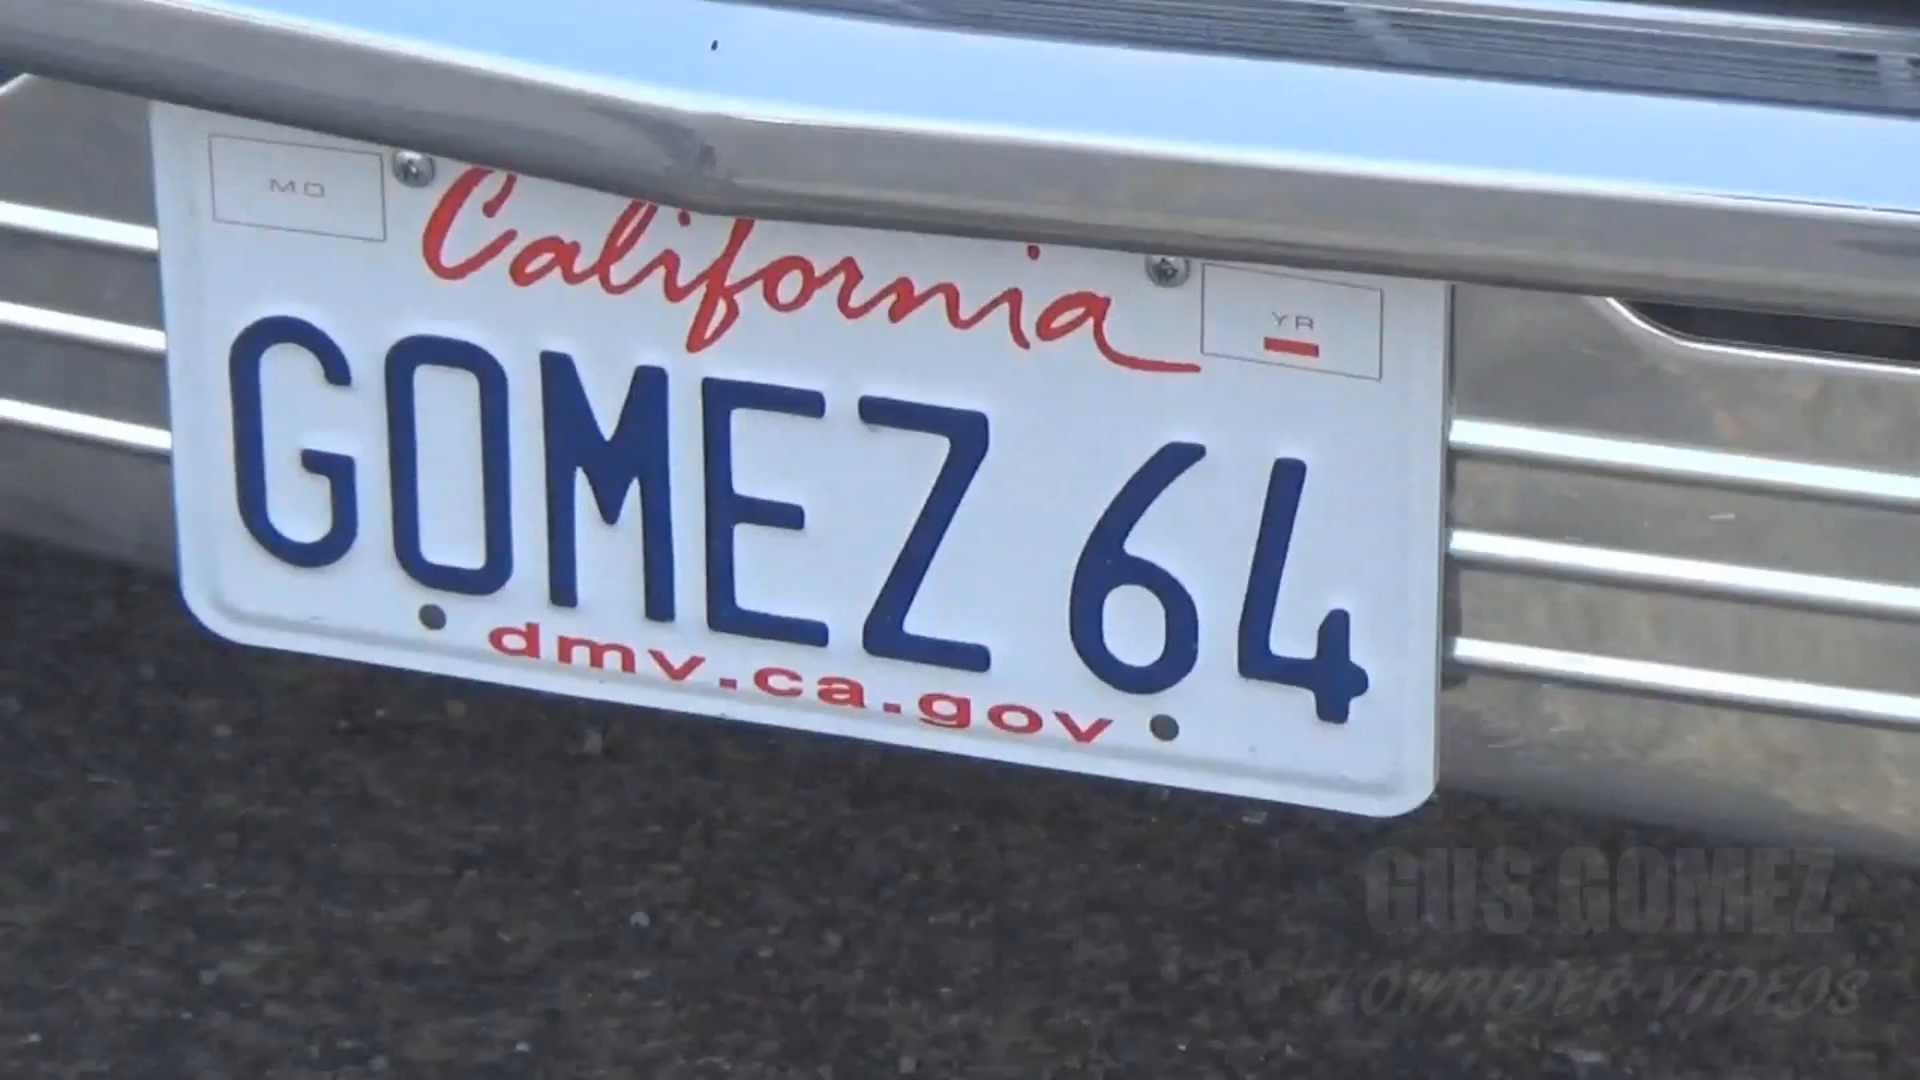 MO
California
YR
GOMEZ 64
dmv.ca.gov
GUS GOMEZ
LOWRIDER VIDEOS